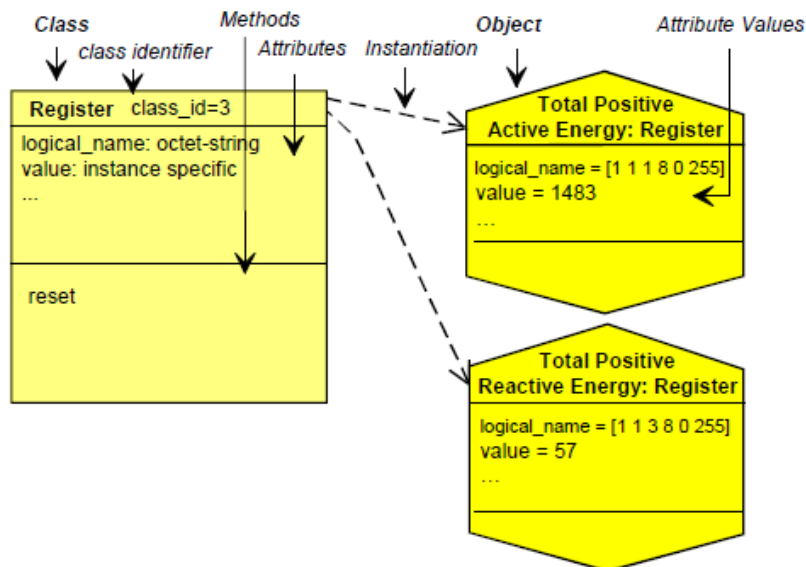 Class
class identifier
Methods
Attributes
Instantiation
Object
Attribute Values
Register class_id=3
logical_name: octet-string
value: instance specific
...
reset
Total Positive
Active Energy: Register
logical_name = [1 1 1 8 0 255]
value = 1483
...
Total Positive
Reactive Energy: Register
logical_name = [1 1 3 8 0 255]
value = 57
...